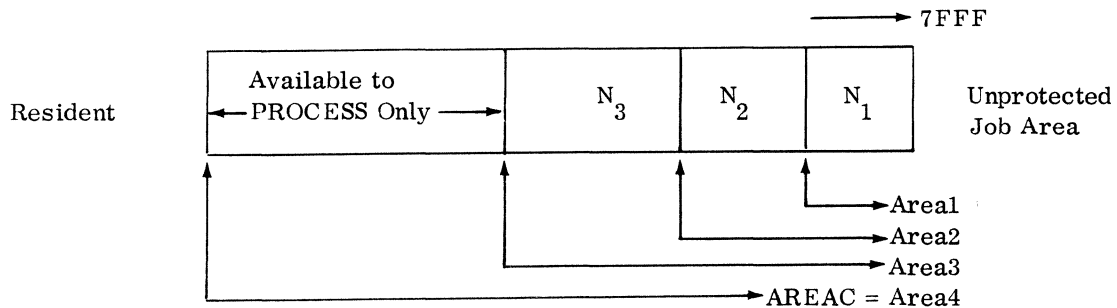 7FFF
Resident
Available to
PROCESS Only
N3
N2
N1
Unprotected
Job Area
Area1
Area2
Area3
AREAC = Area4